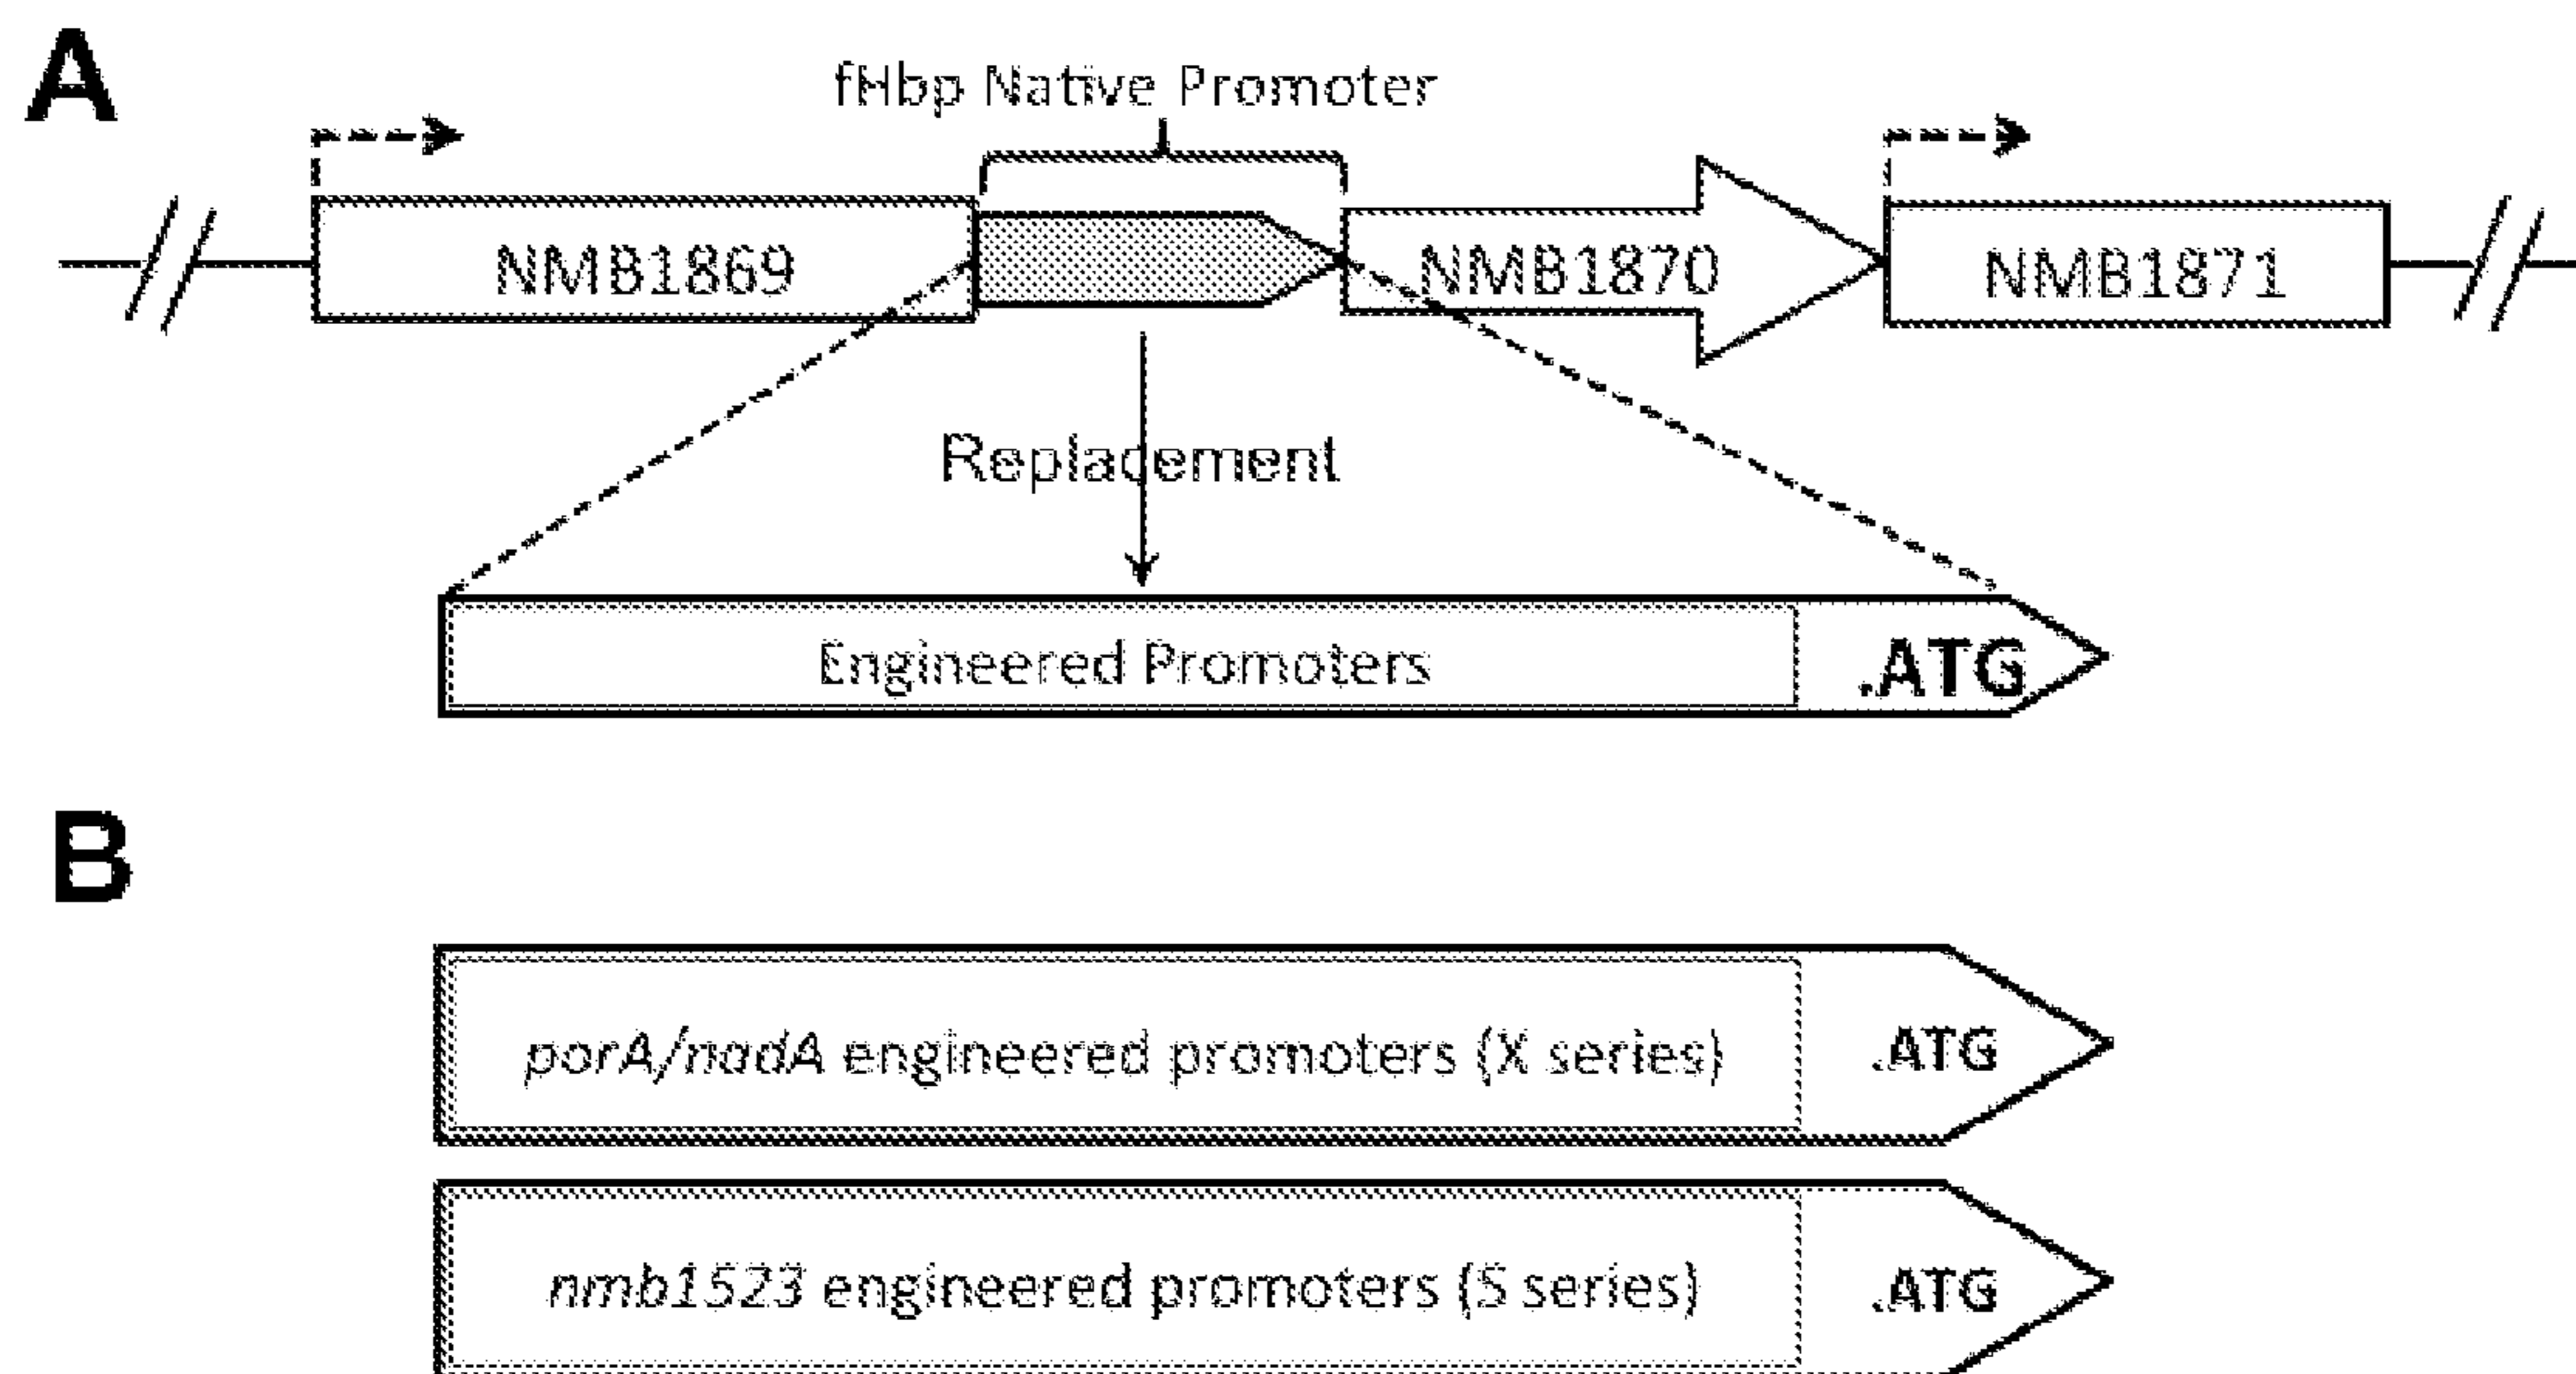 A
fHbp Native Promoter
NMB1869
NMB1870
NMB1871
Replacement
Engineered Promoters
.ATG
B
porA/nadA engineered promoters (X series)
.ATG
nmb1523 engineered promoters (S series)
.ATG